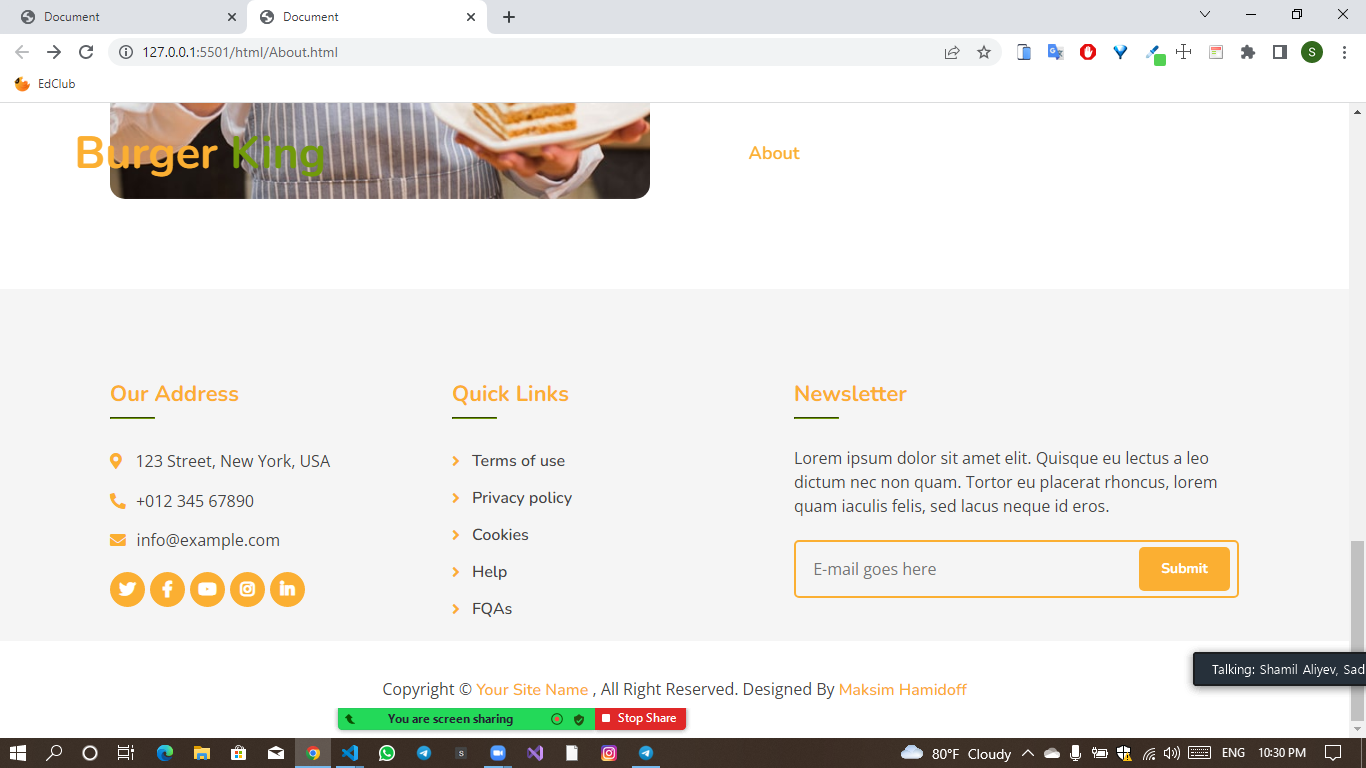 Document
Document
127.0.0.1:5501/html/About.html
S
EdClub
Burger King
About
Our Address
123 Street, New York, USA
+012 345 67890
info@example.com
Quick Links
Terms of use
Privacy policy
Cookies
Help
FQAs
Newsletter
Lorem ipsum dolor sit amet elit. Quisque eu lectus a leo
dictum nec non quam. Tortor eu placerat rhoncus, lorem
quam iaculis felis, sed lacus neque id eros.
E-mail goes here
Submit
Talking: Shamil Aliyev, Sad
Copyright © Your Site Name , All Right Reserved. Designed By Maksim Hamidoff
You are screen sharing
Stop Share
80°F Cloudy
ENG
10:30 PM